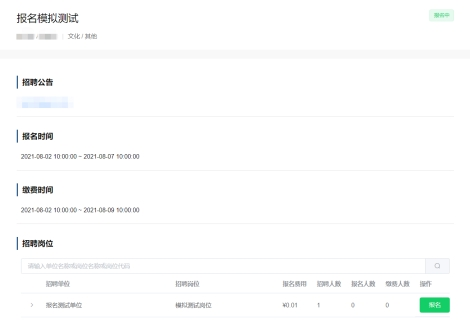 报名模拟测试
报名中
文化 / 其他
招聘公告
报名时间
2021-08-02 10:00:00 ~ 2021-08-07 10:00:00
缴费时间
2021-08-02 10:00:00 ~ 2021-08-09 10:00:00
招聘岗位
请输入单位名称或岗位名称或岗位代码
招聘单位 招聘岗位 报名费用 招聘人数 报名人数 缴费人数 操作
报名测试单位 模拟测试岗位 ¥0.01 1 0 0 报名